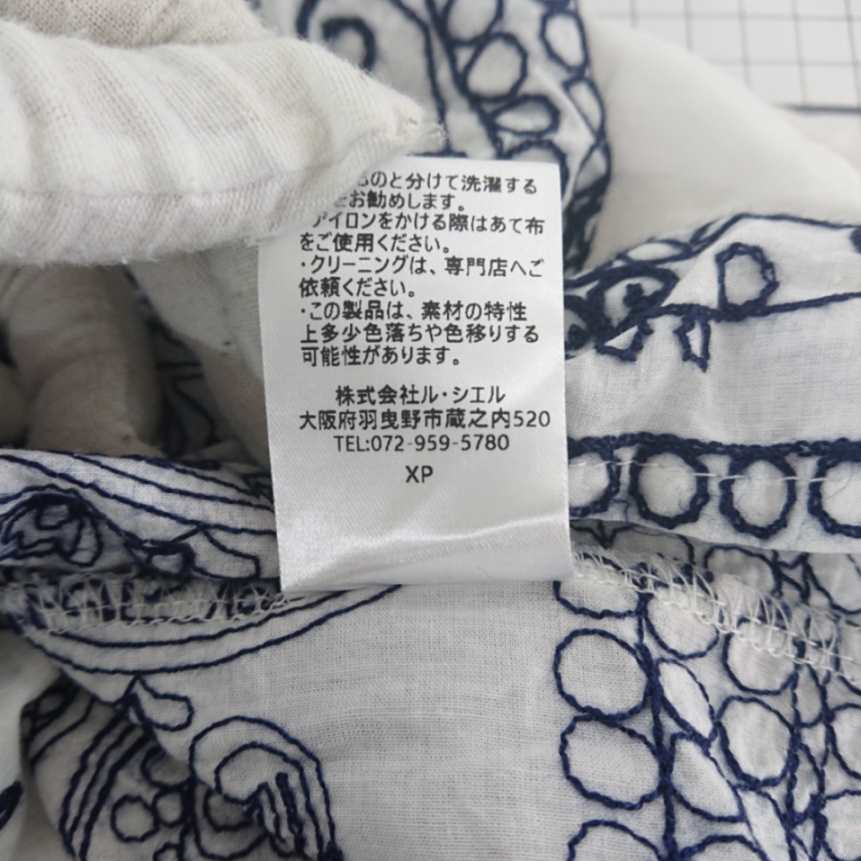 のと分けて洗濯する
をお勧めします。
アイロンをかける際はあて布
をご使用ください。
・クリーニングは、専門店へご
依頼ください。
・この製品は、素材の特性
上多少色落ちや色移りする
可能性があります。
株式会社ル・シエル
大阪府羽曳野市蔵之内520
TEL:072-959-5780
XP